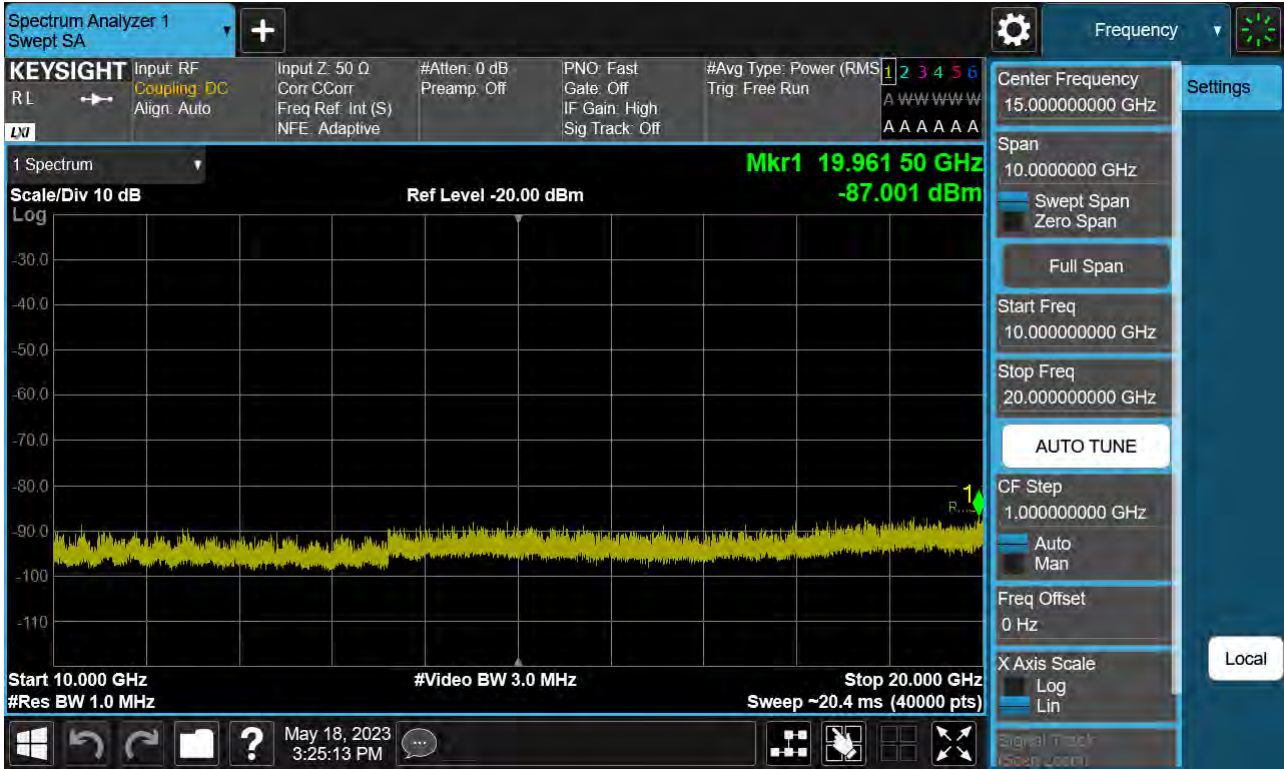 Spectrum Analyzer 1
Swept SA
+
Frequency
KEYSIGHT
R L
LXI
Input: RF
Coupling: DC
Align: Auto
Input Z: 50 Ω
Corr CCorr
Freq Ref: Int (S)
NFE: Adaptive
#Atten: 0 dB
Preamp: Off
PNO: Fast
Gate: Off
IF Gain: High
Sig Track: Off
#Avg Type: Power (RMS
Trig: Free Run
1 2 3 4 5 6
A W W W W W
A A A A A A
1 Spectrum
Scale/Div 10 dB
Ref Level -20.00 dBm
Mkr1 19.961 50 GHz
-87.001 dBm
Log
-30.0
-40.0
-50.0
-60.0
-70.0
-80.0
-90.0
-100
-110
1
R...
Start 10.000 GHz
#Video BW 3.0 MHz
Stop 20.000 GHz
#Res BW 1.0 MHz
Sweep ~20.4 ms (40000 pts)
Center Frequency
15.000000000 GHz
Span
10.0000000 GHz
Swept Span
Zero Span
Full Span
Start Freq
10.000000000 GHz
Stop Freq
20.000000000 GHz
AUTO TUNE
CF Step
1.000000000 GHz
Auto
Man
Freq Offset
0 Hz
X Axis Scale
Log
Lin
Signal Track
(Span Zoom)
Settings
Local
?
May 18, 2023
3:25:13 PM